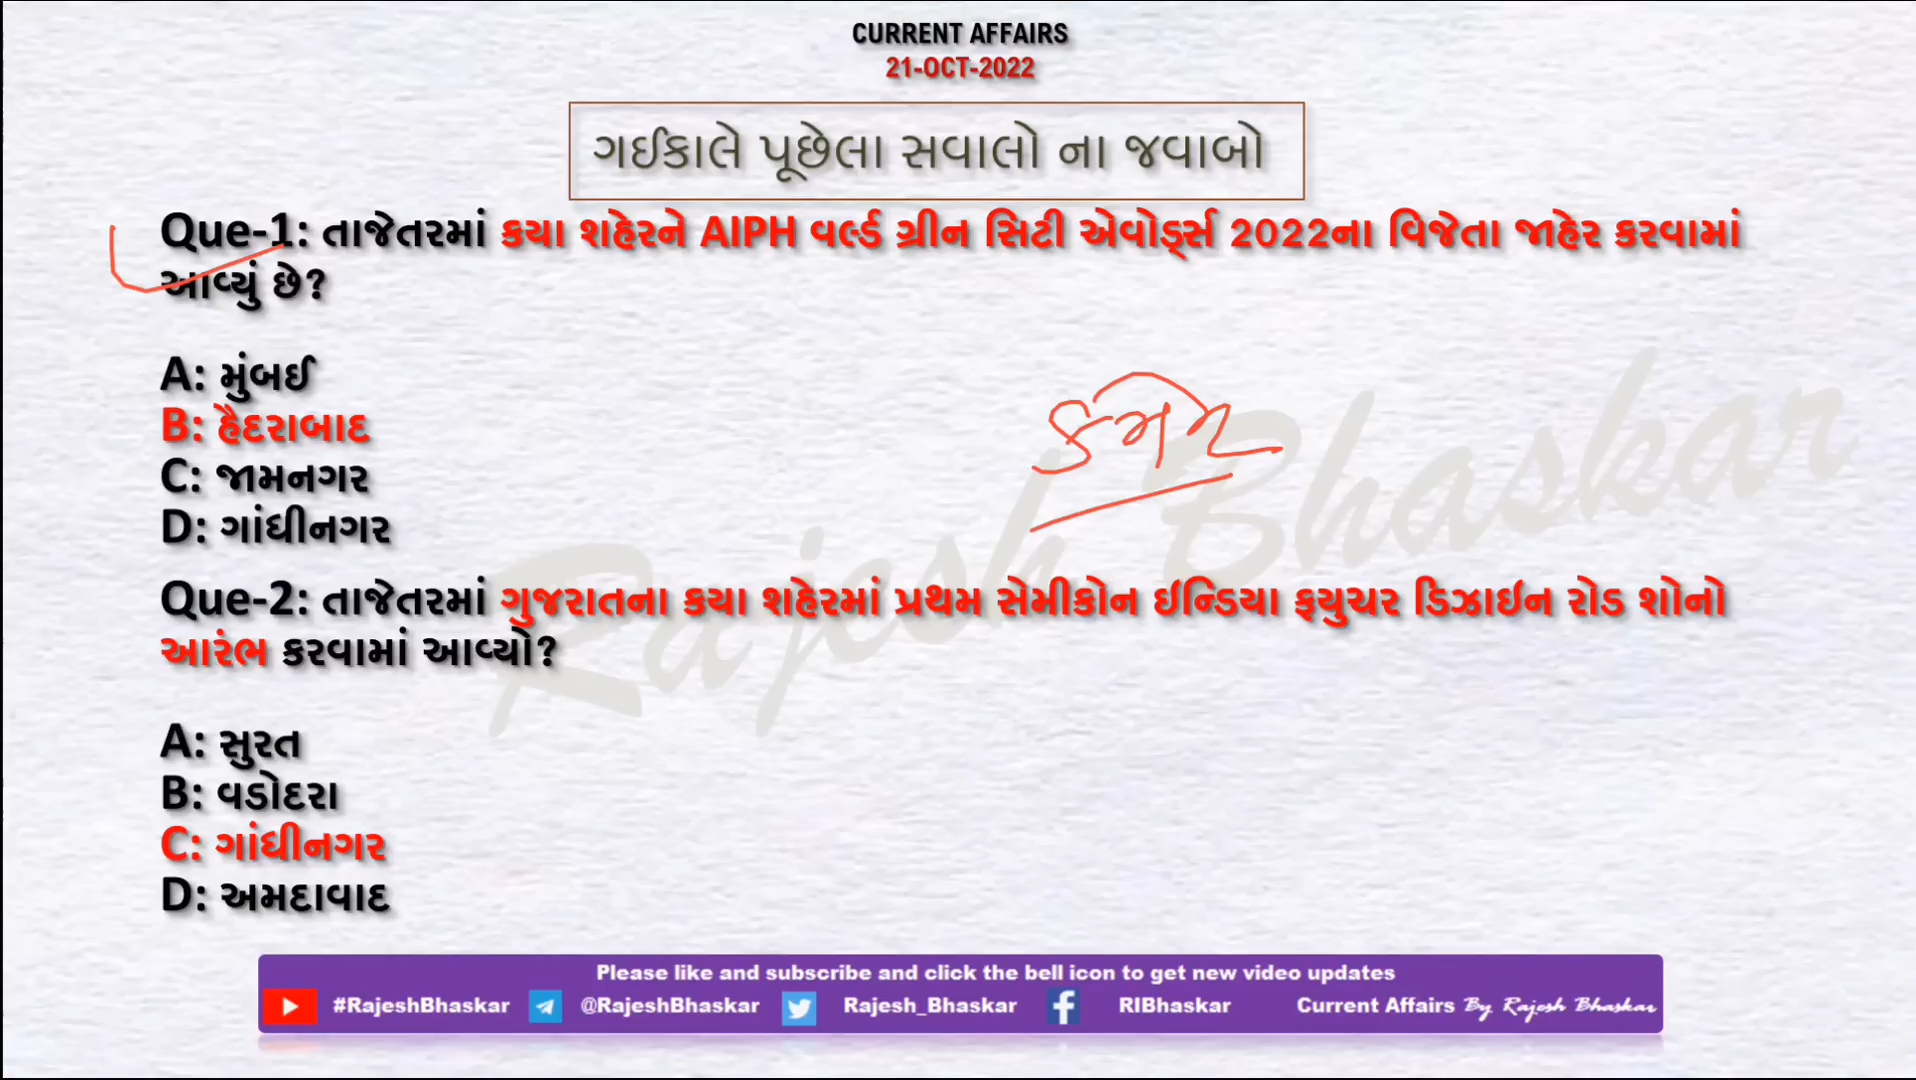 CURRENT AFFAIRS
21-OCT-2022
ગઈકાલે પૂછેલા સવાલો ના જવાબો
Que-1: તાજેતરમાં કયા શહેરને AIPH વર્લ્ડ ગ્રીન સિટી એવોર્ડ્સ 2022ના વિજેતા જાહેર કરવામાં
આવ્યું છે?
A: મુંબઈ
B: હૈદરાબાદ
C: જામનગર
D: ગાંધીનગર
Que-2: તાજેતરમાં ગુજરાતના કયા શહેરમાં પ્રથમ સેમીકોન ઈન્ડિયા ફયુચર ડિઝાઈન રોડ શોનો
આરંભ કરવામાં આવ્યો?
A: સુરત
B: વડોદરા
C: ગાંધીનગર
D: અમદાવાદ
Rajesh Bhaskar
Please like and subscribe and click the bell icon to get new video updates
#RajeshBhaskar @RajeshBhaskar Rajesh_Bhaskar RIBhaskar Current Affairs By Rajesh Bhaskar